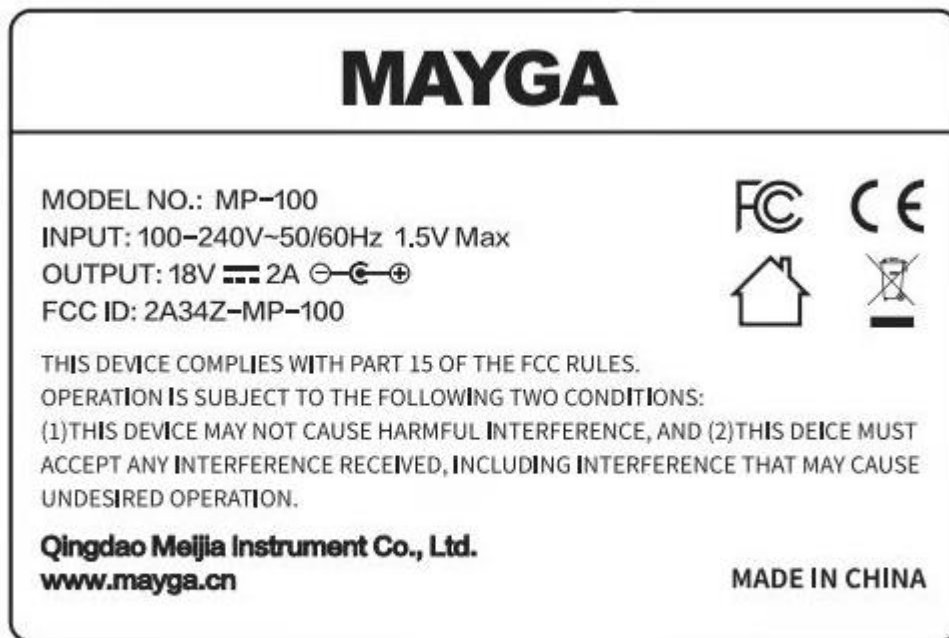 MAYGA
MODEL NO.: MP-100
INPUT: 100-240V~50/60Hz 1.5V Max
OUTPUT: 18V ⎓ 2A ⊖-C-⊕
FCC ID: 2A34Z-MP-100
FC CE
THIS DEVICE COMPLIES WITH PART 15 OF THE FCC RULES.
OPERATION IS SUBJECT TO THE FOLLOWING TWO CONDITIONS:
(1)THIS DEVICE MAY NOT CAUSE HARMFUL INTERFERENCE, AND (2)THIS DEICE MUST
ACCEPT ANY INTERFERENCE RECEIVED, INCLUDING INTERFERENCE THAT MAY CAUSE
UNDESIRED OPERATION.
Qingdao Meijia Instrument Co., Ltd.
www.mayga.cn
MADE IN CHINA